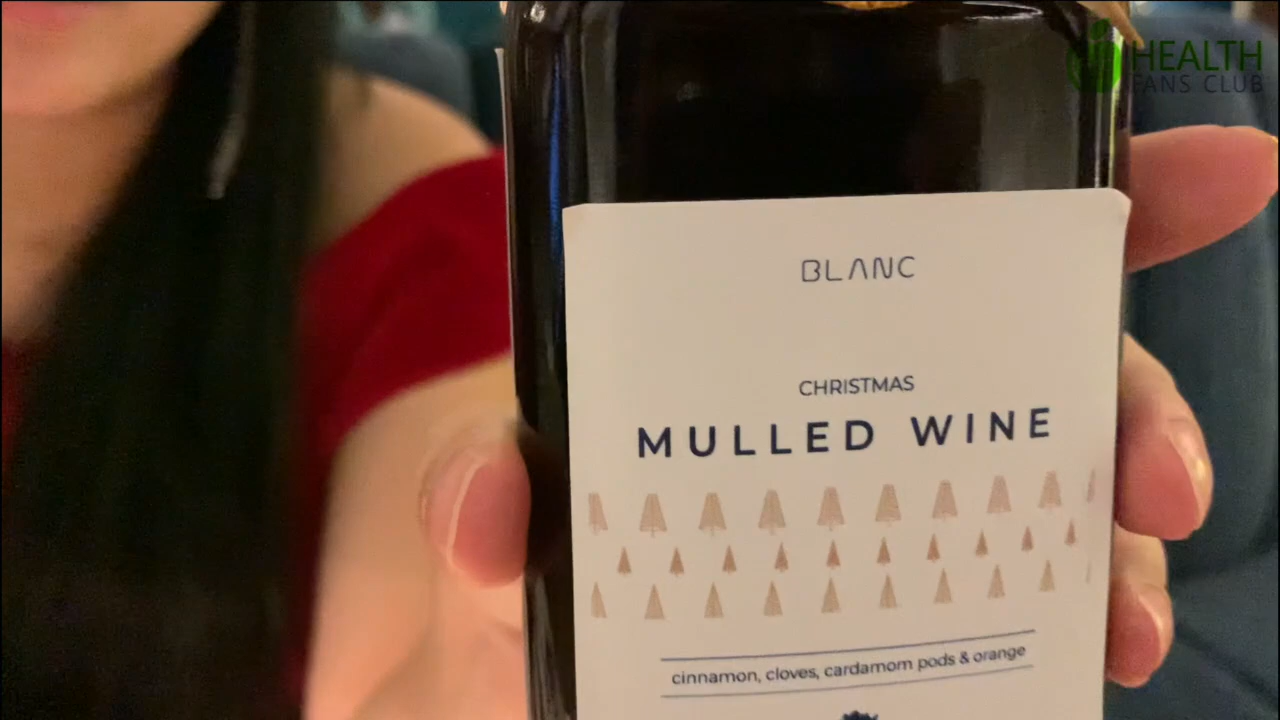 HEALTH
FANS CLUB
BLANC
CHRISTMAS
MULLED WINE
cinnamon, cloves, cardamom pods & orange